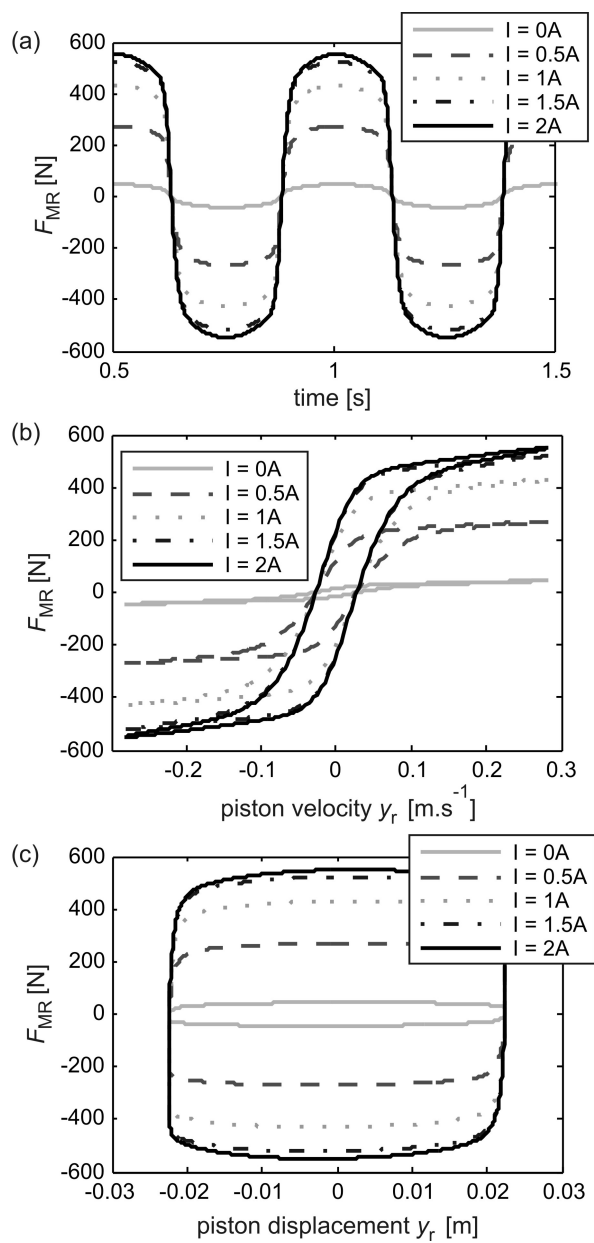 (a)
600
400
200
0
-200
-400
-600
F_MR [N]
0.5
1
1.5
time [s]
I = 0A
I = 0.5A
I = 1A
I = 1.5A
I = 2A
(b)
600
400
200
0
-200
-400
-600
F_MR [N]
I = 0A
I = 0.5A
I = 1A
I = 1.5A
I = 2A
-0.2
-0.1
0
0.1
0.2
0.3
piston velocity y_r [m.s^-1]
(c)
600
400
200
0
-200
-400
-600
F_MR [N]
I = 0A
I = 0.5A
I = 1A
I = 1.5A
I = 2A
-0.03
-0.02
-0.01
0
0.01
0.02
0.03
piston displacement y_r [m]